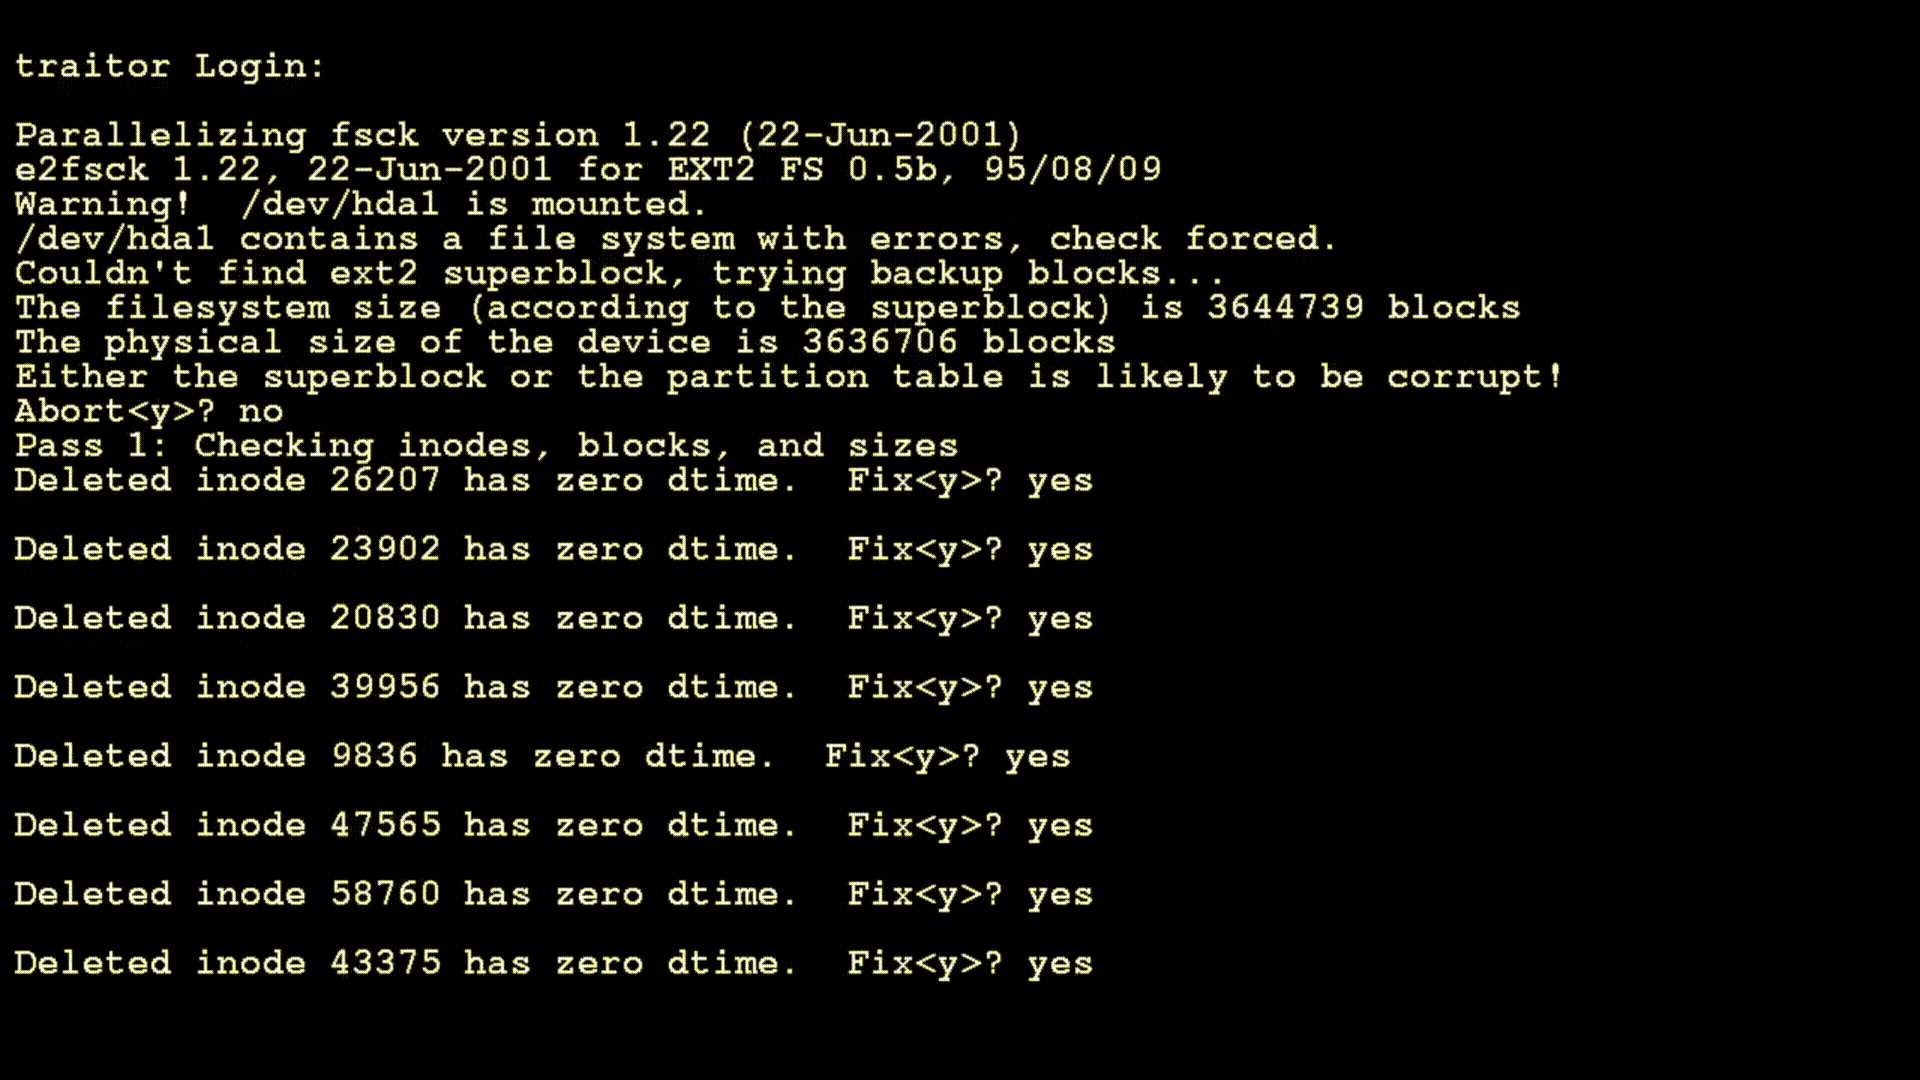 traitor Login:
Parallelizing fsck version 1.22 (22-Jun-2001)
e2fsck 1.22, 22-Jun-2001 for EXT2 FS 0.5b, 95/08/09
Warning!  /dev/hda1 is mounted.
/dev/hda1 contains a file system with errors, check forced.
Couldn't find ext2 superblock, trying backup blocks...
The filesystem size (according to the superblock) is 3644739 blocks
The physical size of the device is 3636706 blocks
Either the superblock or the partition table is likely to be corrupt!
Abort<y>? no
Pass 1: Checking inodes, blocks, and sizes
Deleted inode 26207 has zero dtime.  Fix<y>? yes
Deleted inode 23902 has zero dtime.  Fix<y>? yes
Deleted inode 20830 has zero dtime.  Fix<y>? yes
Deleted inode 39956 has zero dtime.  Fix<y>? yes
Deleted inode 9836 has zero dtime.  Fix<y>? yes
Deleted inode 47565 has zero dtime.  Fix<y>? yes
Deleted inode 58760 has zero dtime.  Fix<y>? yes
Deleted inode 43375 has zero dtime.  Fix<y>? yes